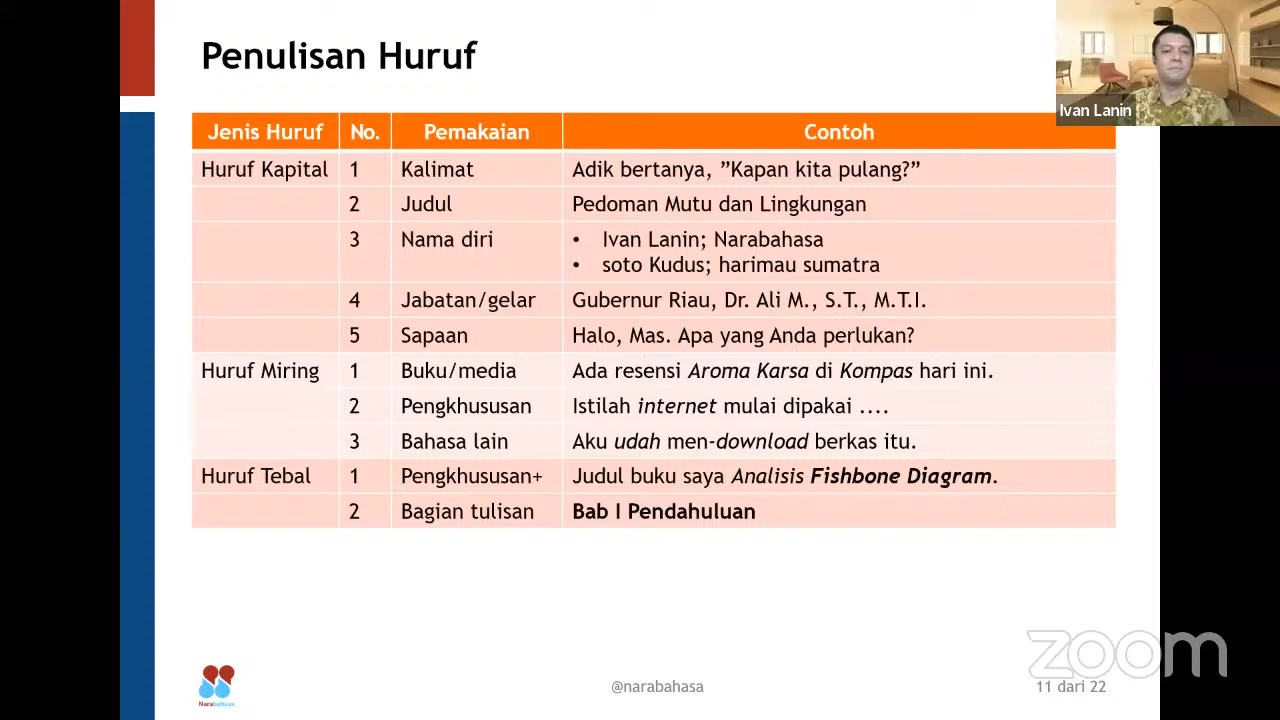 Penulisan Huruf
Ivan Lanin
Jenis Huruf No. Pemakaian Contoh
Huruf Kapital 1 Kalimat Adik bertanya, ”Kapan kita pulang?”
2 Judul Pedoman Mutu dan Lingkungan
3 Nama diri • Ivan Lanin; Narabahasa
• soto Kudus; harimau sumatra
4 Jabatan/gelar Gubernur Riau, Dr. Ali M., S.T., M.T.I.
5 Sapaan Halo, Mas. Apa yang Anda perlukan?
Huruf Miring 1 Buku/media Ada resensi Aroma Karsa di Kompas hari ini.
2 Pengkhususan Istilah internet mulai dipakai ....
3 Bahasa lain Aku udah men-download berkas itu.
Huruf Tebal 1 Pengkhususan+ Judul buku saya Analisis Fishbone Diagram.
2 Bagian tulisan Bab I Pendahuluan
zoom
Narabahasa
@narabahasa
11 dari 22